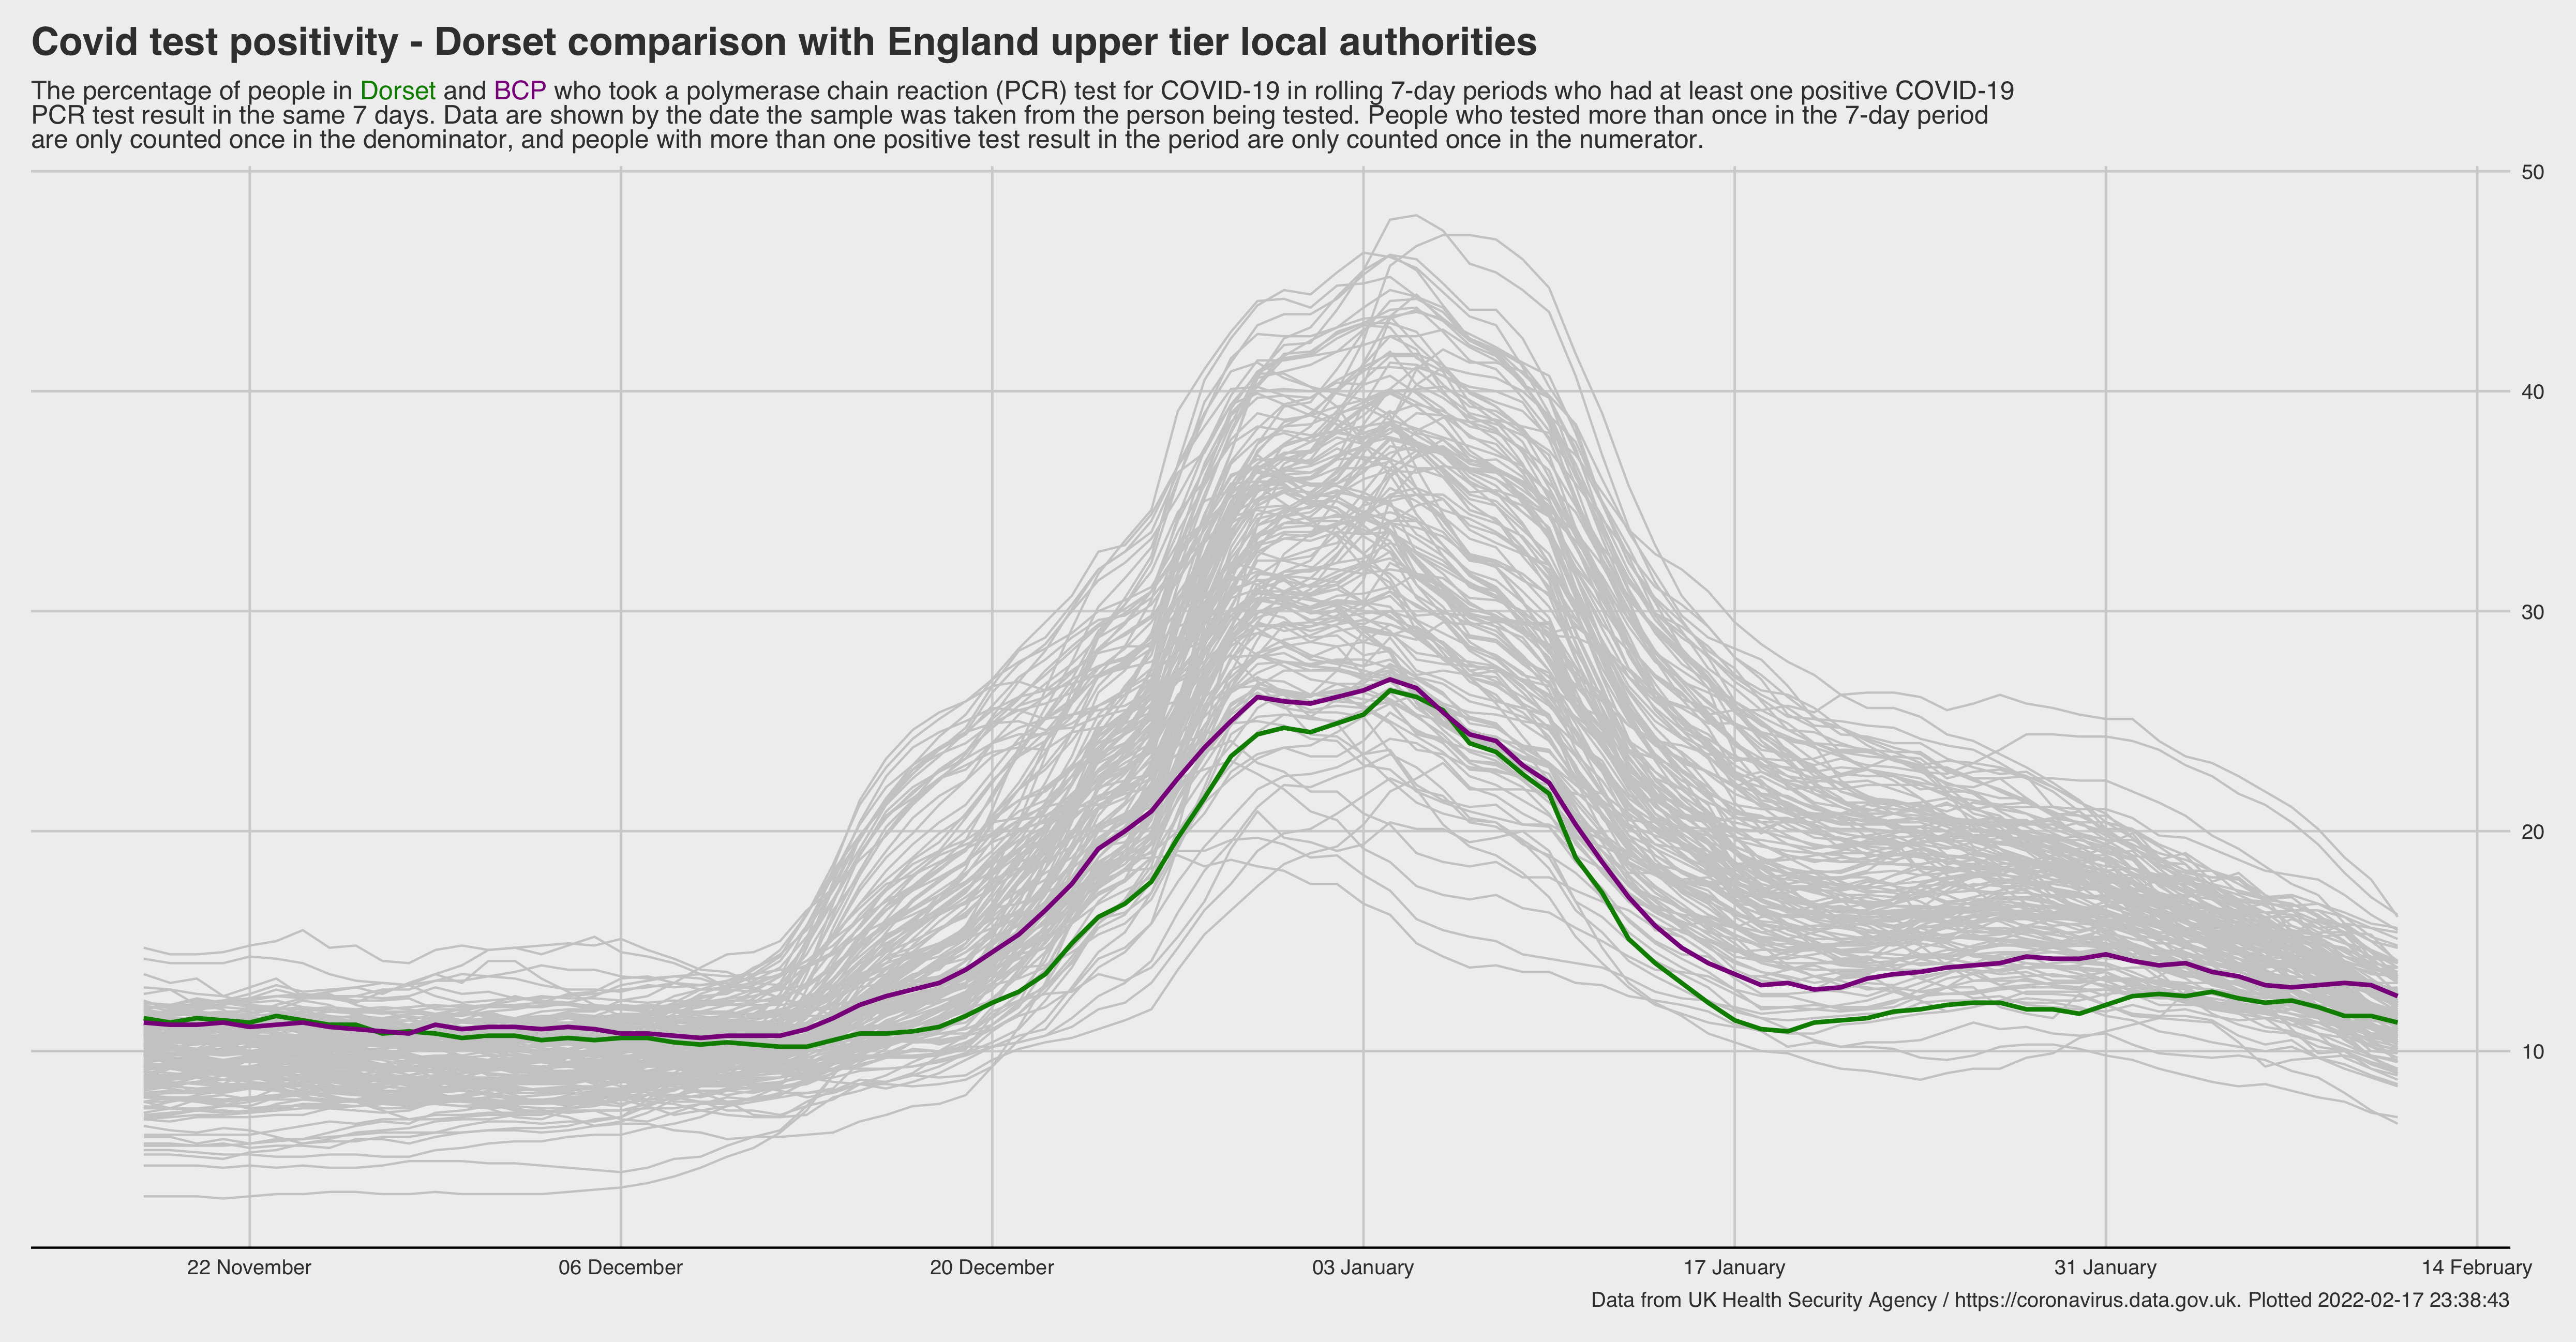 Covid test positivity - Dorset comparison with England upper tier local authorities
The percentage of people in Dorset and BCP who took a polymerase chain reaction (PCR) test for COVID-19 in rolling 7-day periods who had at least one positive COVID-19
PCR test result in the same 7 days. Data are shown by the date the sample was taken from the person being tested. People who tested more than once in the 7-day period
are only counted once in the denominator, and people with more than one positive test result in the period are only counted once in the numerator.
50
40
30
20
10
22 November
06 December
20 December
03 January
17 January
31 January
14 February
Data from UK Health Security Agency / https://coronavirus.data.gov.uk. Plotted 2022-02-17 23:38:43